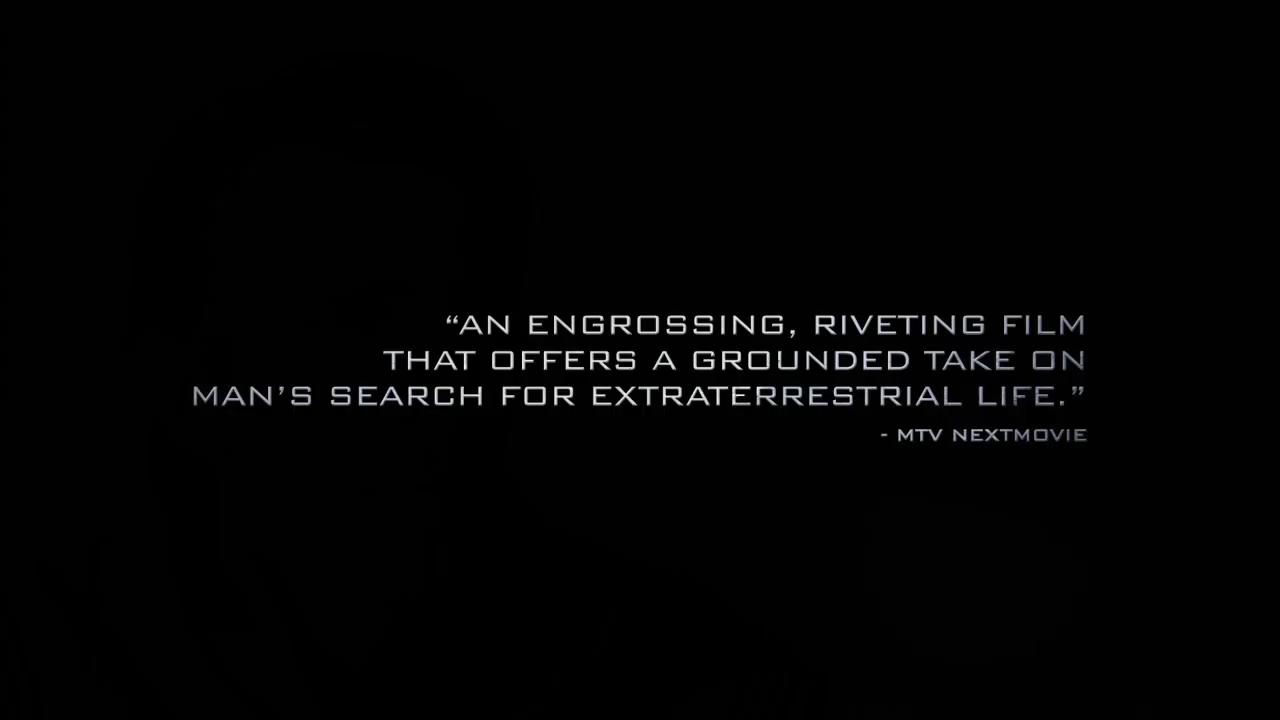 “AN ENGROSSING, RIVETING FILM
THAT OFFERS A GROUNDED TAKE ON
MAN’S SEARCH FOR EXTRATERRESTRIAL LIFE.”
- MTV NEXTMOVIE